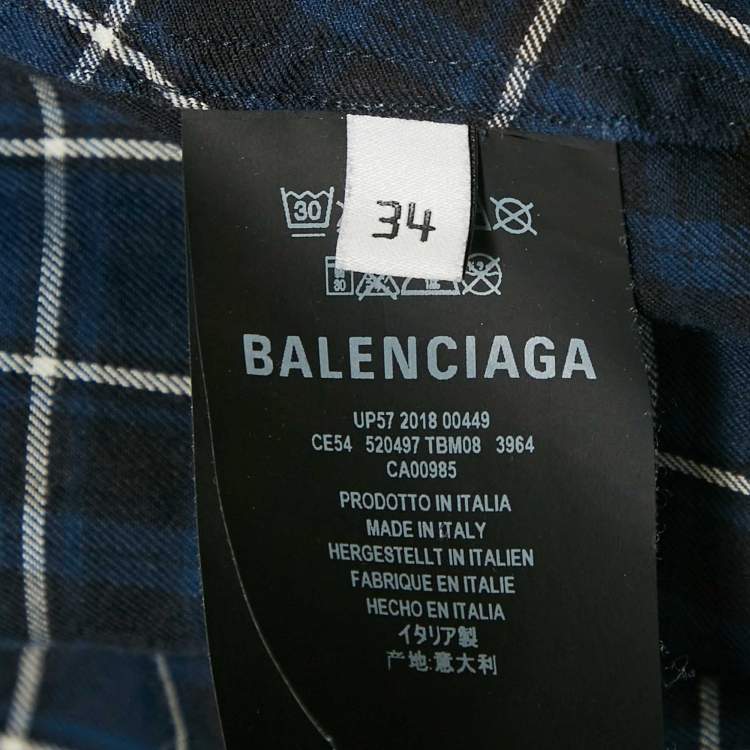 30
34
BALENCIAGA
UP57 2018 00449
CE54 520497 TBM08 3964
CA00985
PRODOTTO IN ITALIA
MADE IN ITALY
HERGESTELLT IN ITALIEN
FABRIQUE EN ITALIE
HECHO EN ITALIA
イタリア製
产地:意大利